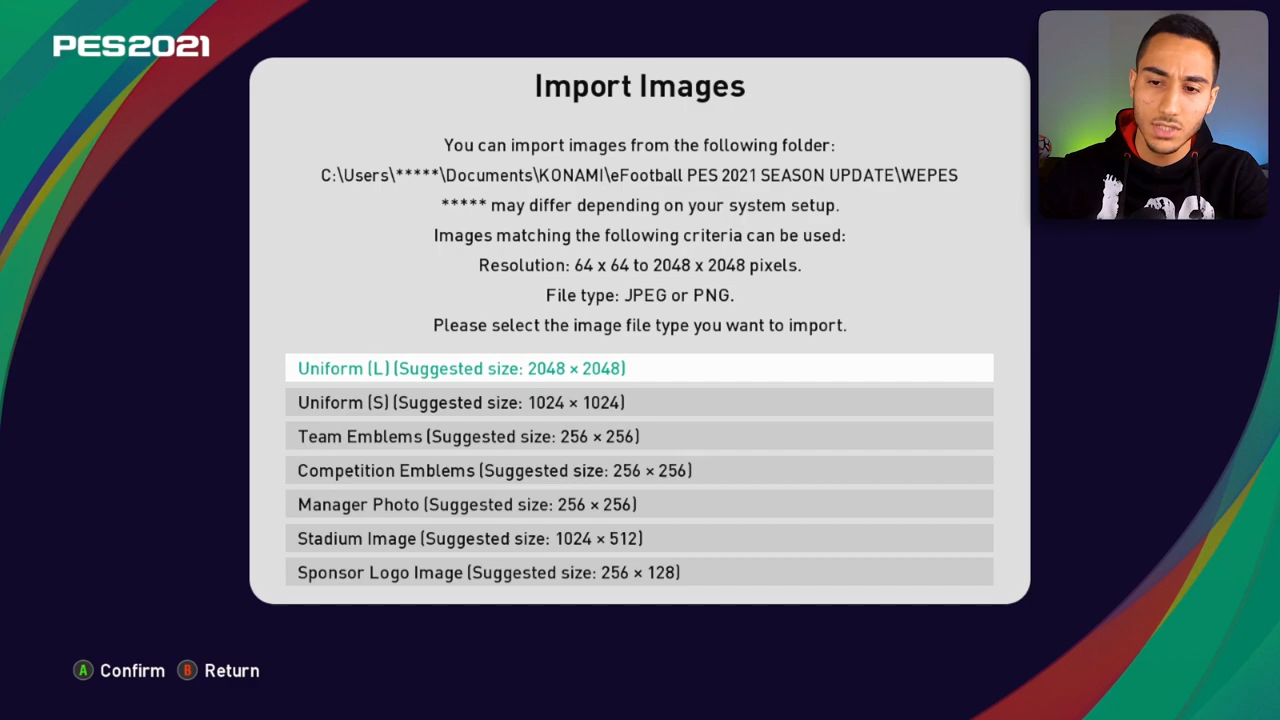 PES2021
Import Images
You can import images from the following folder:
C:\Users\*****\Documents\KONAMI\eFootball PES 2021 SEASON UPDATE\WEPES
***** may differ depending on your system setup.
Images matching the following criteria can be used:
Resolution: 64 x 64 to 2048 x 2048 pixels.
File type: JPEG or PNG.
Please select the image file type you want to import.
Uniform (L) (Suggested size: 2048 × 2048)
Uniform (S) (Suggested size: 1024 × 1024)
Team Emblems (Suggested size: 256 × 256)
Competition Emblems (Suggested size: 256 × 256)
Manager Photo (Suggested size: 256 × 256)
Stadium Image (Suggested size: 1024 × 512)
Sponsor Logo Image (Suggested size: 256 × 128)
A Confirm B Return